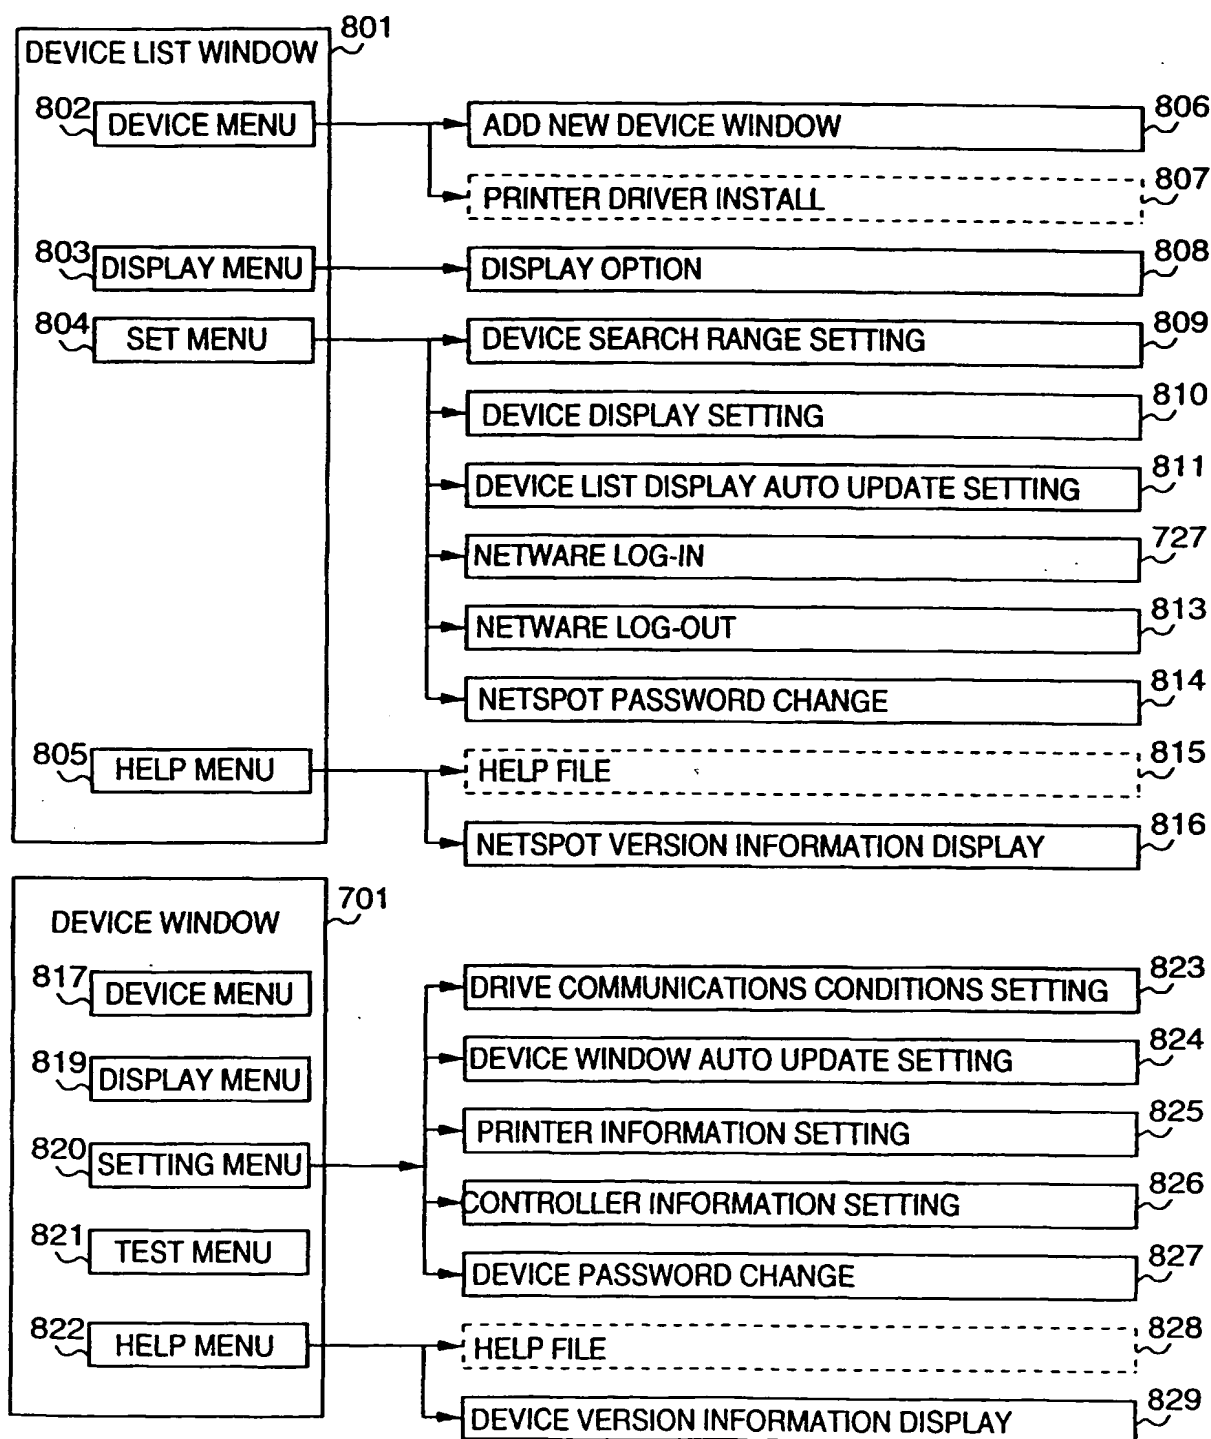 801
DEVICE LIST WINDOW
802 DEVICE MENU
ADD NEW DEVICE WINDOW 806
PRINTER DRIVER INSTALL 807
803 DISPLAY MENU
DISPLAY OPTION 808
804 SET MENU
DEVICE SEARCH RANGE SETTING 809
DEVICE DISPLAY SETTING 810
DEVICE LIST DISPLAY AUTO UPDATE SETTING 811
NETWARE LOG-IN 727
NETWARE LOG-OUT 813
NETSPOT PASSWORD CHANGE 814
805 HELP MENU
HELP FILE 815
NETSPOT VERSION INFORMATION DISPLAY 816
701
DEVICE WINDOW
817 DEVICE MENU
DRIVE COMMUNICATIONS CONDITIONS SETTING 823
819 DISPLAY MENU
DEVICE WINDOW AUTO UPDATE SETTING 824
PRINTER INFORMATION SETTING 825
820 SETTING MENU
CONTROLLER INFORMATION SETTING 826
821 TEST MENU
DEVICE PASSWORD CHANGE 827
822 HELP MENU
HELP FILE 828
DEVICE VERSION INFORMATION DISPLAY 829